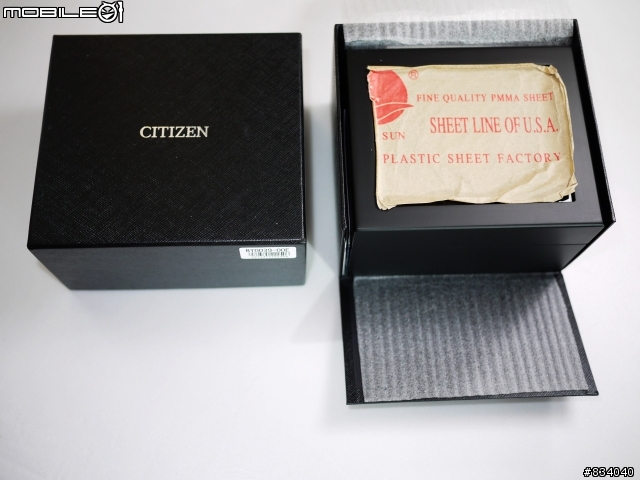 MOBILE01
CITIZEN
®
FINE QUALITY PMMA SHEET
SUN
SHEET LINE OF U.S.A.
PLASTIC SHEET FACTORY
#834040